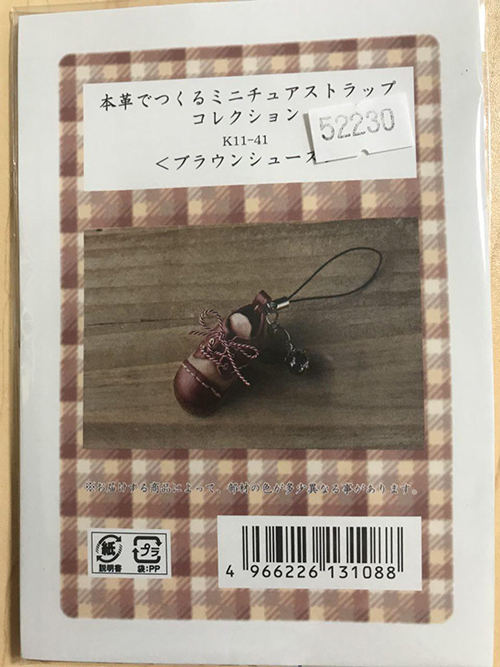 本革でつくるミニチュアストラップ
コレクション
52230
K11-41
<ブラウンシューズ
※お届けする商品によって、部材の色が多少異なる事があります。
紙
説明書
プラ
袋:PP
4 966226 131088